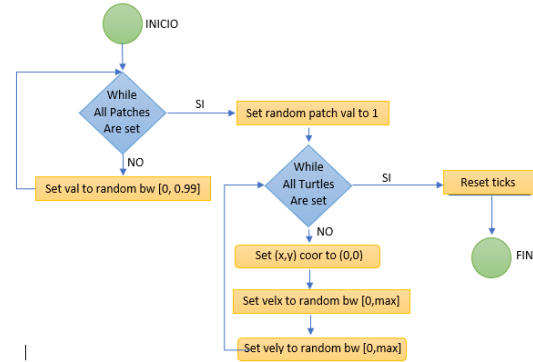 INICIO
While
All Patches
Are set
SI
Set random patch val to 1
NO
Set val to random bw [0, 0.99]
While
All Turtles
Are set
SI
Reset ticks
NO
FIN
Set (x,y) coor to (0,0)
Set velx to random bw [0,max]
Set vely to random bw [0,max]